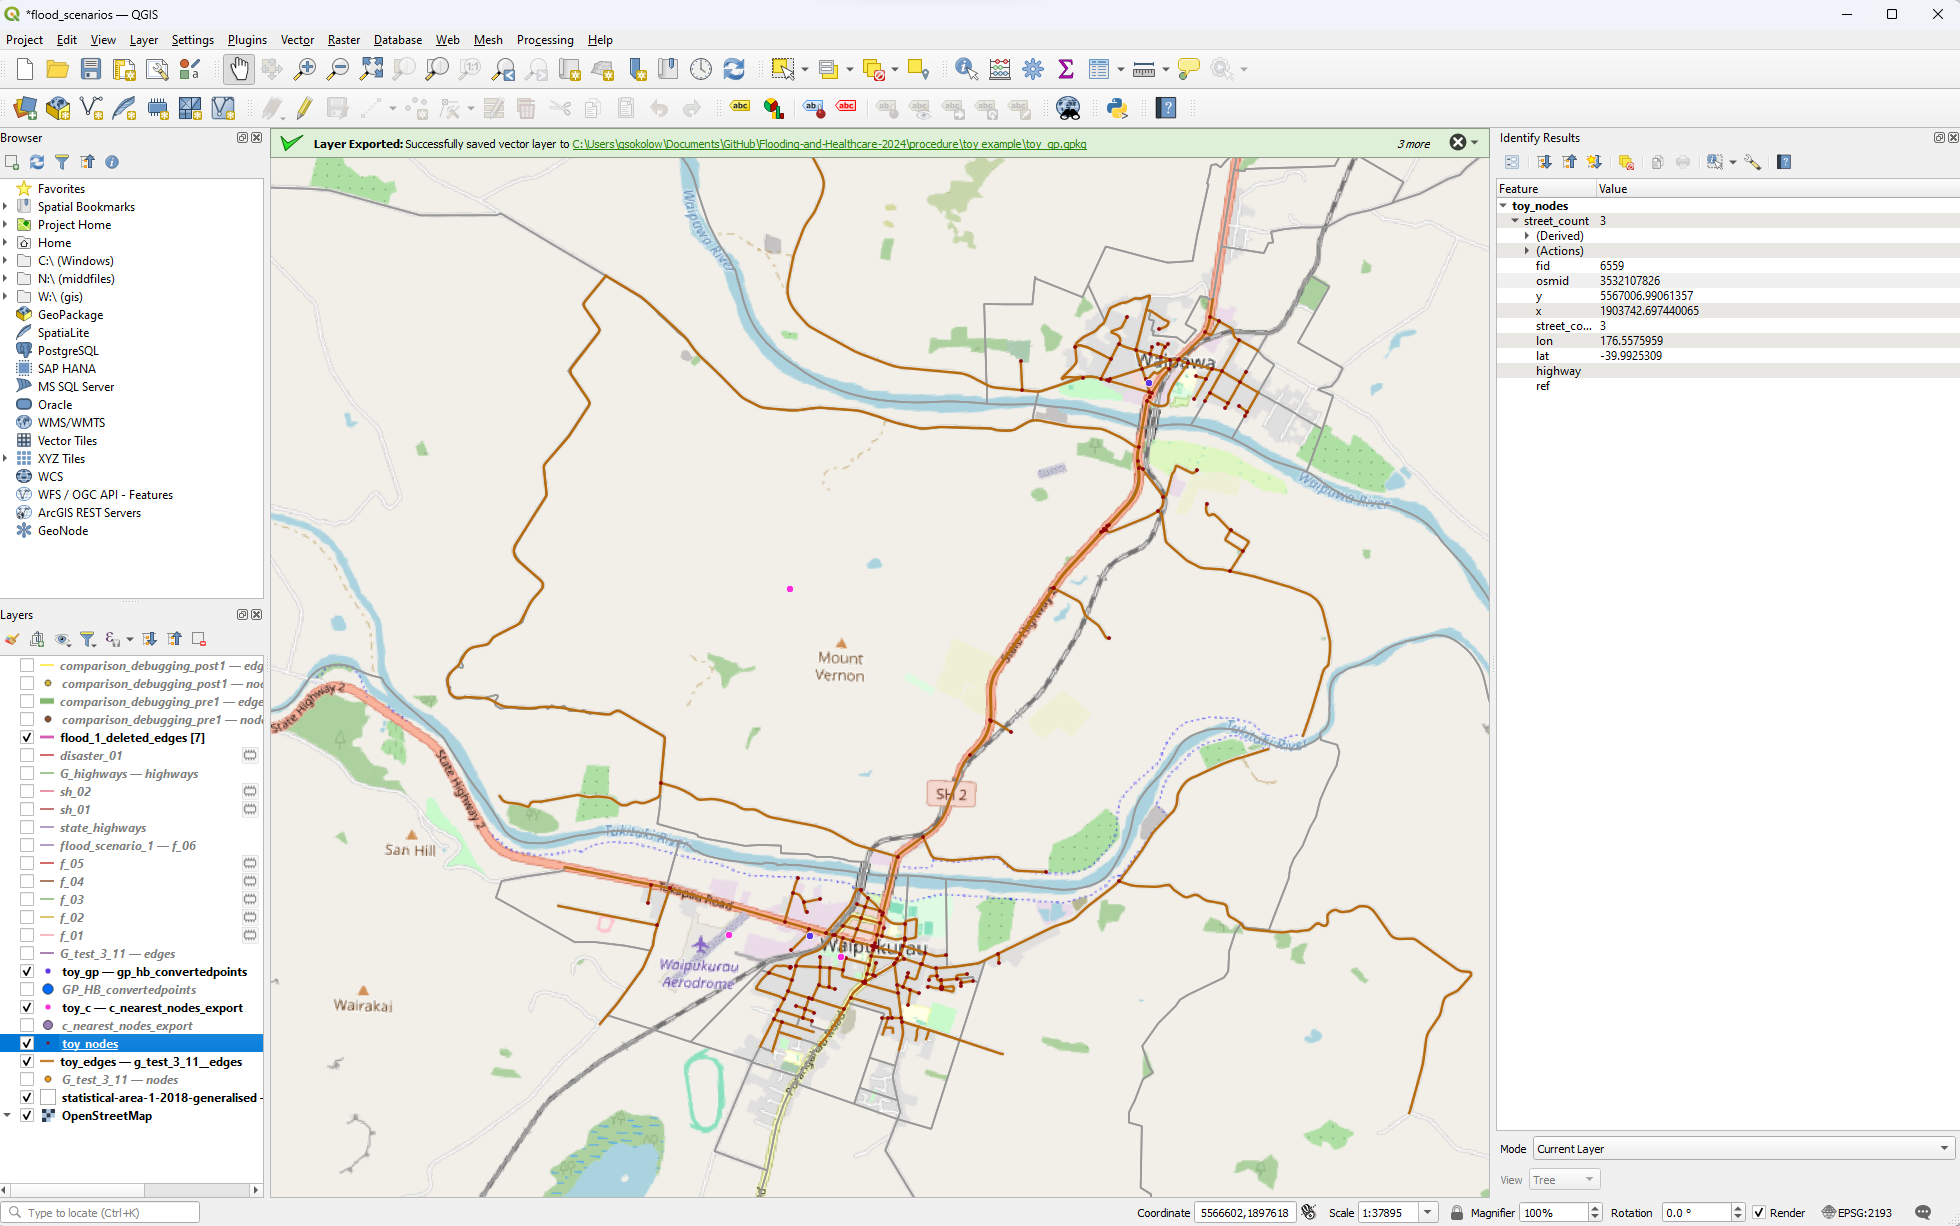 *flood_scenarios — QGIS
Project Edit View Layer Settings Plugins Vector Raster Database Web Mesh Processing Help
Browser
Favorites
Spatial Bookmarks
Project Home
Home
C:\ (Windows)
N:\ (middfiles)
W:\ (gis)
GeoPackage
SpatiaLite
PostgreSQL
SAP HANA
MS SQL Server
Oracle
WMS/WMTS
Vector Tiles
XYZ Tiles
WCS
WFS / OGC API - Features
ArcGIS REST Servers
GeoNode
Layers
comparison_debugging_post1 — edg
comparison_debugging_post1 — noc
comparison_debugging_pre1 — edge
comparison_debugging_pre1 — node
flood_1_deleted_edges [7]
disaster_01
G_highways — highways
sh_02
sh_01
state_highways
flood_scenario_1 — f_06
f_05
f_04
f_03
f_02
f_01
G_test_3_11 — edges
toy_gp — gp_hb_convertedpoints
GP_HB_convertedpoints
toy_c — c_nearest_nodes_export
c_nearest_nodes_export
toy_nodes
toy_edges — g_test_3_11__edges
G_test_3_11 — nodes
statistical-area-1-2018-generalised -
OpenStreetMap
Layer Exported: Successfully saved vector layer to C:\Users\gsokolow\Documents\GitHub\Flooding-and-Healthcare-2024\procedure\toy example\toy_gp.gpkg
3 more
Waipawa River
Waipawa
Waipawa River
State Highway 2
Mount
Vernon
State Highway 2
State Highway 2
SH 2
Tukituki River
Tukituki River
San Hill
Takapau Road
Waipukurau
Waipukurau
Aerodrome
Wairakai
Porangahau Road
Identify Results
Feature Value
toy_nodes
street_count 3
(Derived)
(Actions)
fid 6559
osmid 3532107826
y 5567006.99061357
x 1903742.697440065
street_co... 3
lon 176.5575959
lat -39.9925309
highway
ref
Mode Current Layer
View Tree
Type to locate (Ctrl+K)
Coordinate 5566602,1897618 Scale 1:37895 Magnifier 100% Rotation 0.0 ° Render EPSG:2193